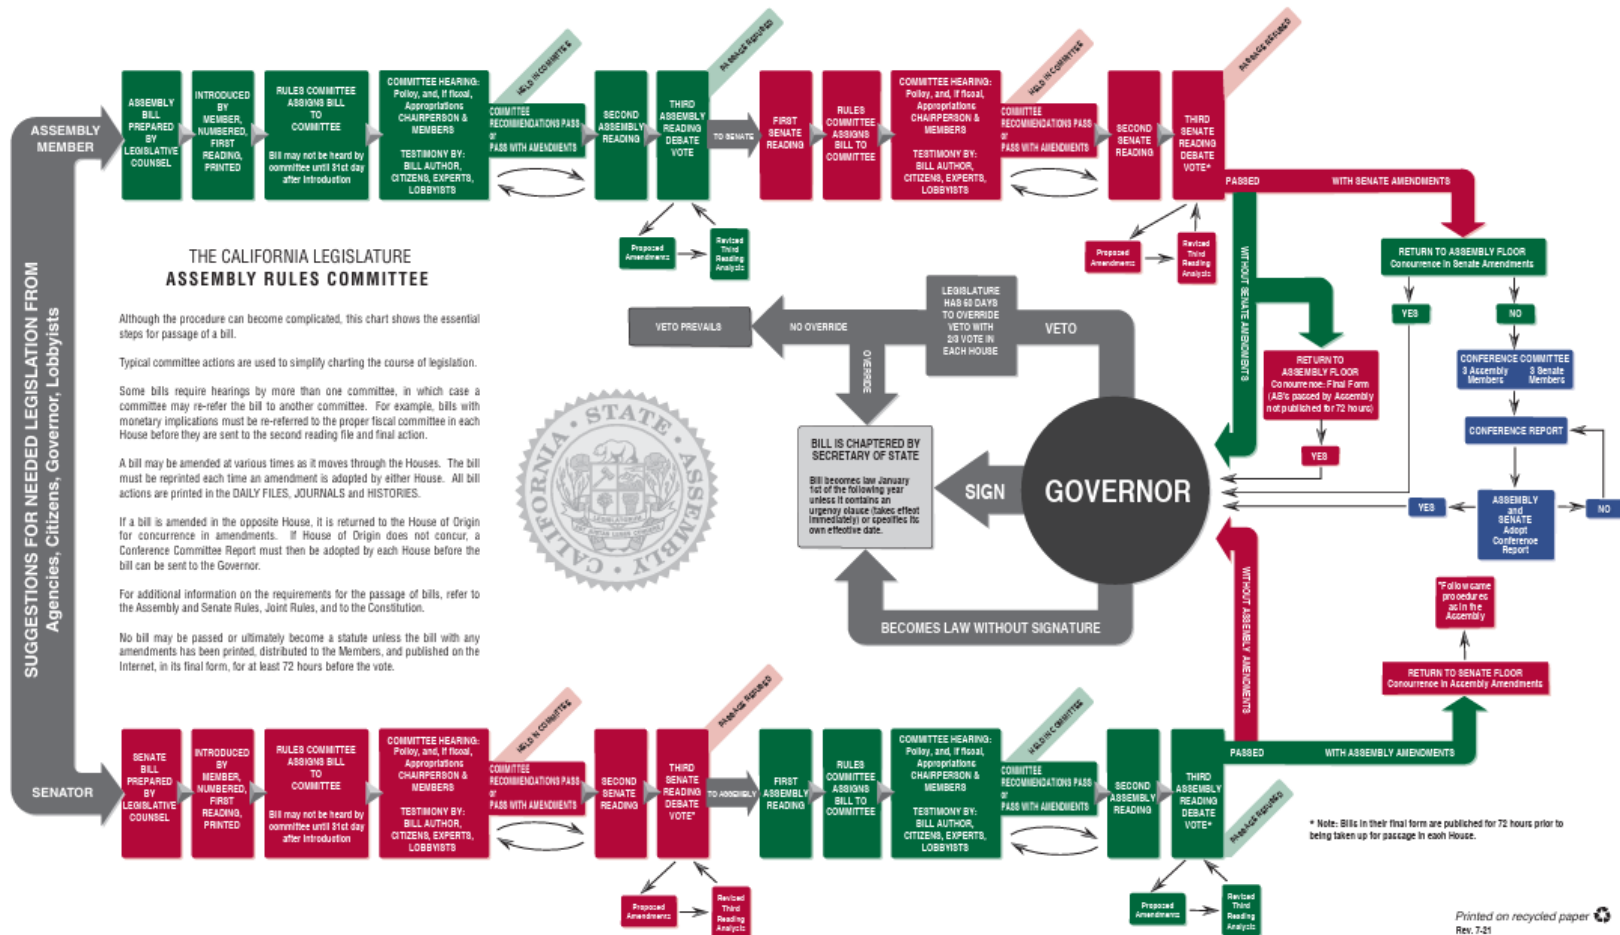 SUGGESTIONS FOR NEEDED LEGISLATION FROM
Agencies, Citizens, Governor, Lobbyists
ASSEMBLY
MEMBER
ASSEMBLY
BILL
PREPARED
BY
LEGISLATIVE
COUNSEL
INTRODUCED
BY
MEMBER,
NUMBERED,
FIRST
READING,
PRINTED
RULES COMMITTEE
ASSIGNS BILL
TO
COMMITTEE
Bill may not be heard by
committee until 31st day
after Introduction
COMMITTEE HEARING:
Policy, and, if fiscal,
Appropriations
CHAIRPERSON &
MEMBERS
TESTIMONY BY:
BILL AUTHOR,
CITIZENS, EXPERTS,
LOBBYISTS
HELD IN COMMITTEE
COMMITTEE
RECOMMENDATIONS PASS
or
PASS WITH AMENDMENTS
SECOND
ASSEMBLY
READING
THIRD
ASSEMBLY
READING
DEBATE
VOTE
PASSAGE REFUSED
Proposed
Amendments
Revized
Third
Reading
Analysis
TO SENATE
FIRST
SENATE
READING
RULES
COMMITTEE
ASSIGNS
BILL TO
COMMITTEE
COMMITTEE HEARING:
Policy, and, if fiscal,
Appropriations
CHAIRPERSON &
MEMBERS
TESTIMONY BY:
BILL AUTHOR,
CITIZENS, EXPERTS,
LOBBYISTS
HELD IN COMMITTEE
COMMITTEE
RECOMMENDATIONS PASS
or
PASS WITH AMENDMENTS
SECOND
SENATE
READING
THIRD
SENATE
READING
DEBATE
VOTE*
PASSAGE REFUSED
Proposed
Amendments
Revized
Third
Reading
Analysis
PASSED
WITH SENATE AMENDMENTS
WITHOUT SENATE AMENDMENTS
RETURN TO ASSEMBLY FLOOR
Concurrence in Senate Amendments
YES
NO
RETURN TO
ASSEMBLY FLOOR
Concurrence: Final Form
(AB's passed by Assembly
not published for 72 hours)
YES
CONFERENCE COMMITTEE
3 Assembly
Members
3 Senate
Members
CONFERENCE REPORT
ASSEMBLY
and
SENATE
Adopt
Conference
Report
YES
NO
THE CALIFORNIA LEGISLATURE
ASSEMBLY RULES COMMITTEE
Although the procedure can become complicated, this chart shows the essential
steps for passage of a bill.
Typical committee actions are used to simplify charting the course of legislation.
Some bills require hearings by more than one committee, in which case a
committee may re-refer the bill to another committee. For example, bills with
monetary implications must be re-referred to the proper fiscal committee in each
House before they are sent to the second reading file and final action.
A bill may be amended at various times as it moves through the Houses. The bill
must be reprinted each time an amendment is adopted by either House. All bill
actions are printed in the DAILY FILES, JOURNALS and HISTORIES.
If a bill is amended in the opposite House, it is returned to the House of Origin
for concurrence in amendments. If House of Origin does not concur, a
Conference Committee Report must then be adopted by each House before the
bill can be sent to the Governor.
For additional information on the requirements for the passage of bills, refer to
the Assembly and Senate Rules, Joint Rules, and to the Constitution.
No bill may be passed or ultimately become a statute unless the bill with any
amendments has been printed, distributed to the Members, and published on the
Internet, in its final form, for at least 72 hours before the vote.
CALIFORNIA · STATE · ASSEMBLY
VETO PREVAILS
NO OVERRIDE
LEGISLATURE
HAS 60 DAYS
TO OVERRIDE
VETO WITH
2/3 VOTE IN
EACH HOUSE
VETO
OVERRIDE
BILL IS CHAPTERED BY
SECRETARY OF STATE
Bill becomes law January
1st of the following year
unless it contains an
urgency clause (takes effect
immediately) or specifies its
own effective date.
SIGN
GOVERNOR
BECOMES LAW WITHOUT SIGNATURE
WITHOUT ASSEMBLY AMENDMENTS
*Follow same
procedures
as in the
Assembly
RETURN TO SENATE FLOOR
Concurrence in Assembly Amendments
SENATOR
SENATE
BILL
PREPARED
BY
LEGISLATIVE
COUNSEL
INTRODUCED
BY
MEMBER,
NUMBERED,
FIRST
READING,
PRINTED
RULES COMMITTEE
ASSIGNS BILL
TO
COMMITTEE
Bill may not be heard by
committee until 31st day
after Introduction
COMMITTEE HEARING:
Policy, and, if fiscal,
Appropriations
CHAIRPERSON &
MEMBERS
TESTIMONY BY:
BILL AUTHOR,
CITIZENS, EXPERTS,
LOBBYISTS
HELD IN COMMITTEE
COMMITTEE
RECOMMENDATIONS PASS
or
PASS WITH AMENDMENTS
SECOND
SENATE
READING
THIRD
SENATE
READING
DEBATE
VOTE*
PASSAGE REFUSED
Proposed
Amendments
Revized
Third
Reading
Analysis
TO ASSEMBLY
FIRST
ASSEMBLY
READING
RULES
COMMITTEE
ASSIGNS
BILL TO
COMMITTEE
COMMITTEE HEARING:
Policy, and, if fiscal,
Appropriations
CHAIRPERSON &
MEMBERS
TESTIMONY BY:
BILL AUTHOR,
CITIZENS, EXPERTS,
LOBBYISTS
HELD IN COMMITTEE
COMMITTEE
RECOMMENDATIONS PASS
or
PASS WITH AMENDMENTS
SECOND
ASSEMBLY
READING
THIRD
ASSEMBLY
READING
DEBATE
VOTE*
PASSAGE REFUSED
Proposed
Amendments
Revized
Third
Reading
Analysis
PASSED
WITH ASSEMBLY AMENDMENTS
* Note: Bills in their final form are published for 72 hours prior to
being taken up for passage in each House.
Printed on recycled paper
Rev. 7-21